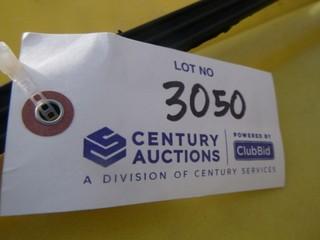 LOT NO
3050
CENTURY AUCTIONS
POWERED BY
ClubBid
A DIVISION OF CENTURY SERVICES